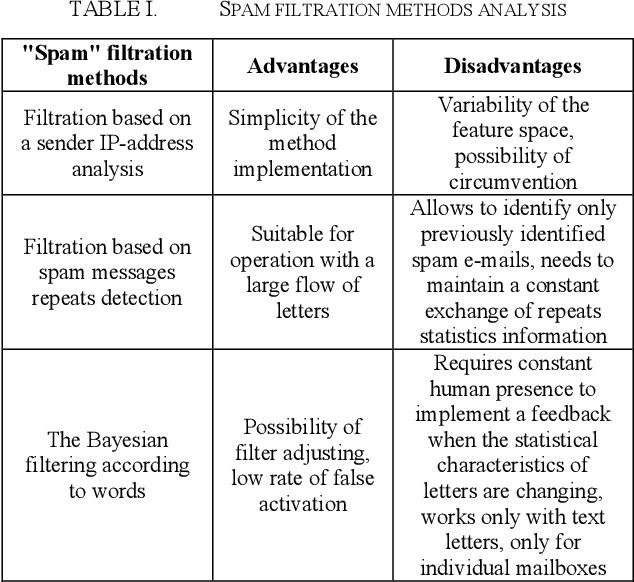 TABLE I. SPAM FILTRATION METHODS ANALYSIS
"Spam" filtration
methods
Advantages
Disadvantages
Filtration based on
a sender IP-address
analysis
Simplicity of the
method
implementation
Variability of the
feature space,
possibility of
circumvention
Filtration based on
spam messages
repeats detection
Suitable for
operation with a
large flow of
letters
Allows to identify only
previously identified
spam e-mails, needs to
maintain a constant
exchange of repeats
statistics information
The Bayesian
filtering according
to words
Possibility of
filter adjusting,
low rate of false
activation
Requires constant
human presence to
implement a feedback
when the statistical
characteristics of
letters are changing,
works only with text
letters, only for
individual mailboxes